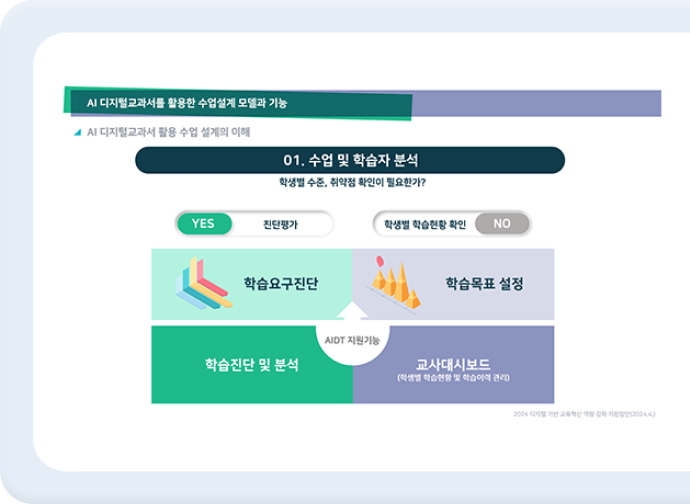 AI 디지털교과서를 활용한 수업설계 모델과 기능
AI 디지털교과서 활용 수업 설계의 이해
01. 수업 및 학습자 분석
학생별 수준, 취약점 확인이 필요한가?
YES 진단평가
학생별 학습현황 확인 NO
학습요구진단
학습목표 설정
AIDT 지원기능
학습진단 및 분석
교사대시보드
(학생별 학습현황 및 학습이력 관리)
2024 디지털 기반 교육혁신 역량 강화 지원방안(2024.4.)